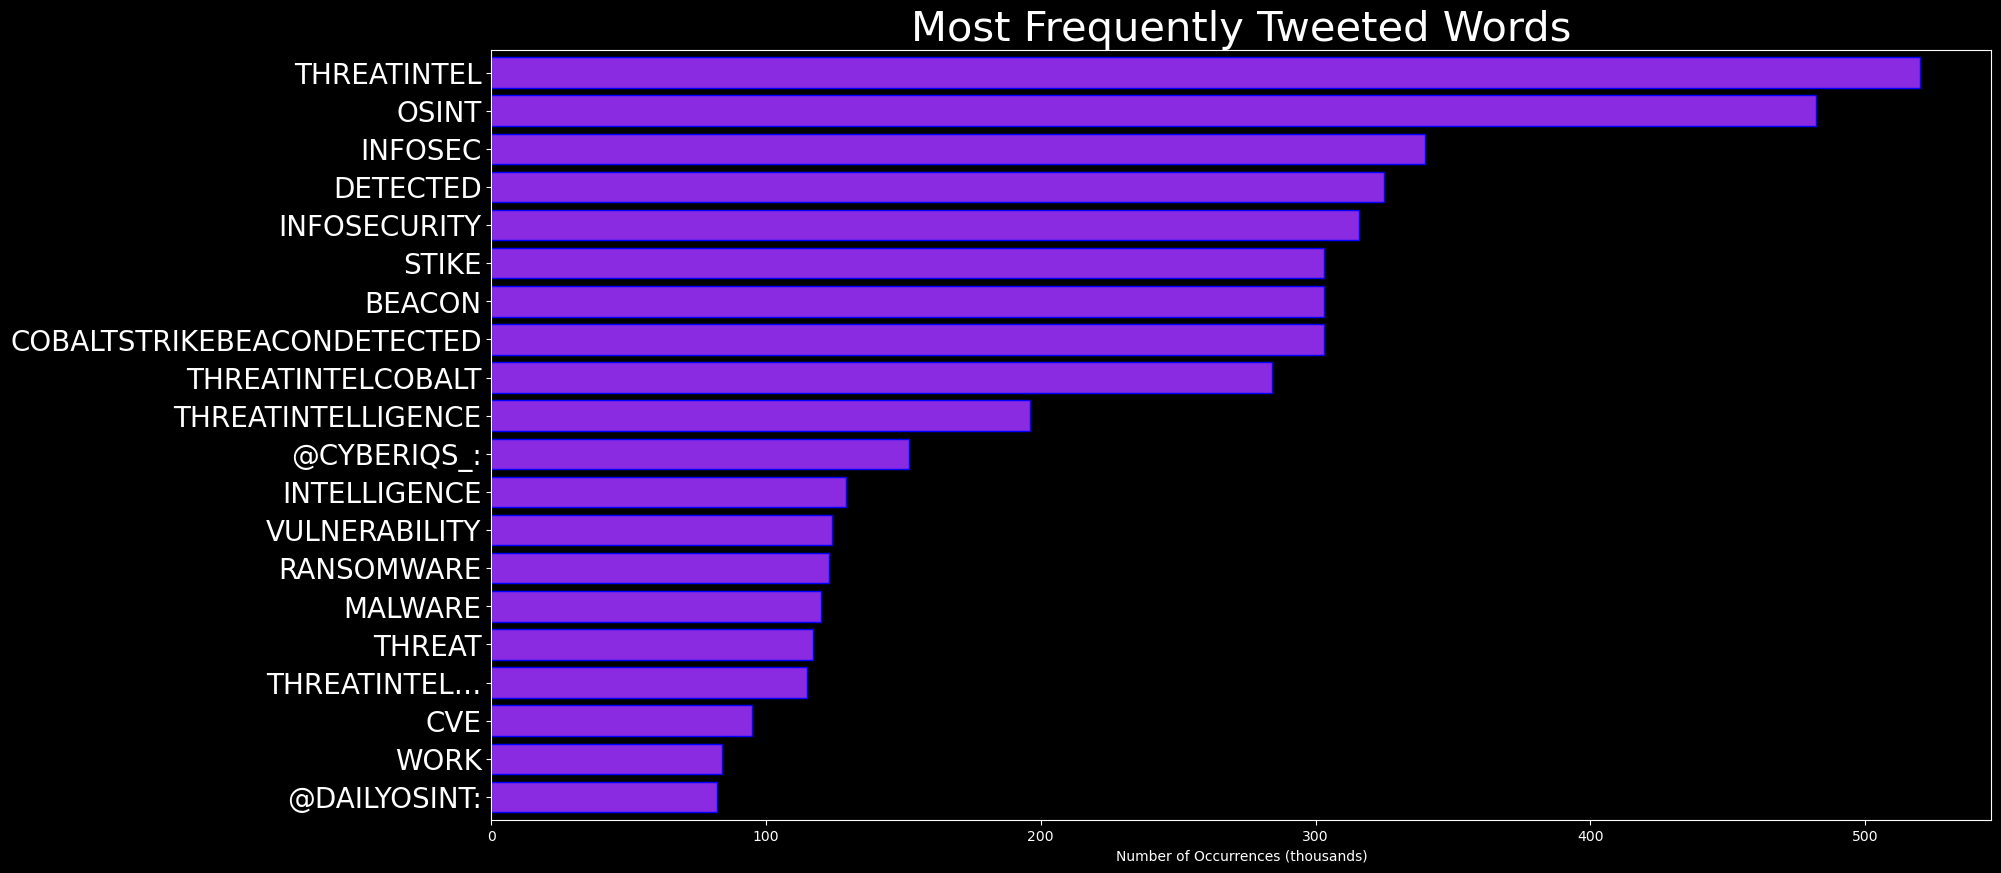 Most Frequently Tweeted Words
THREATINTEL
OSINT
INFOSEC
DETECTED
INFOSECURITY
STIKE
BEACON
COBALTSTRIKEBEACONDETECTED
THREATINTELCOBALT
THREATINTELLIGENCE
@CYBERIQS_:
INTELLIGENCE
VULNERABILITY
RANSOMWARE
MALWARE
THREAT
THREATINTEL…
CVE
WORK
@DAILYOSINT:
0 100 200 300 400 500
Number of Occurrences (thousands)